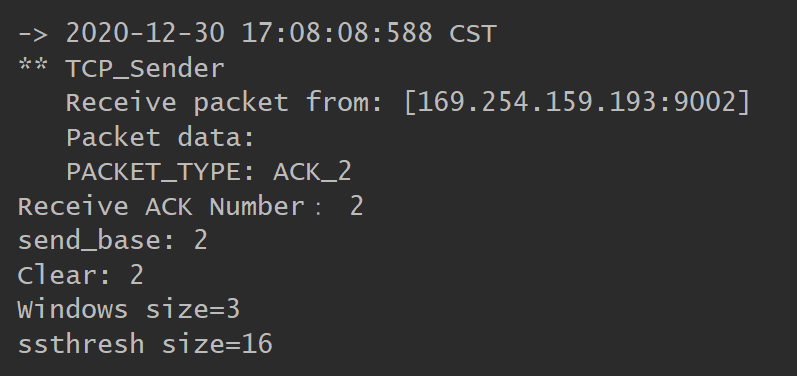 -> 2020-12-30 17:08:08:588 CST
** TCP_Sender
Receive packet from: [169.254.159.193:9002]
Packet data:
PACKET_TYPE: ACK_2
Receive ACK Number： 2
send_base: 2
Clear: 2
Windows size=3
ssthresh size=16